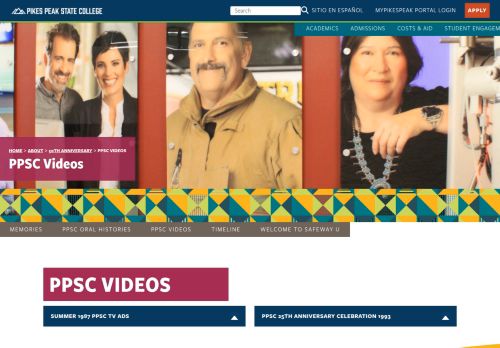 PIKES PEAK STATE COLLEGE
Search
SITIO EN ESPAÑOL
MYPIKESPEAK PORTAL LOGIN
APPLY
ACADEMICS
ADMISSIONS
COSTS & AID
STUDENT ENGAGEM
HOME > ABOUT > 50TH ANNIVERSARY > PPSC VIDEOS
PPSC Videos
MEMORIES
PPSC ORAL HISTORIES
PPSC VIDEOS
TIMELINE
WELCOME TO SAFEWAY U
PPSC VIDEOS
SUMMER 1987 PPSC TV ADS
PPSC 25TH ANNIVERSARY CELEBRATION 1993